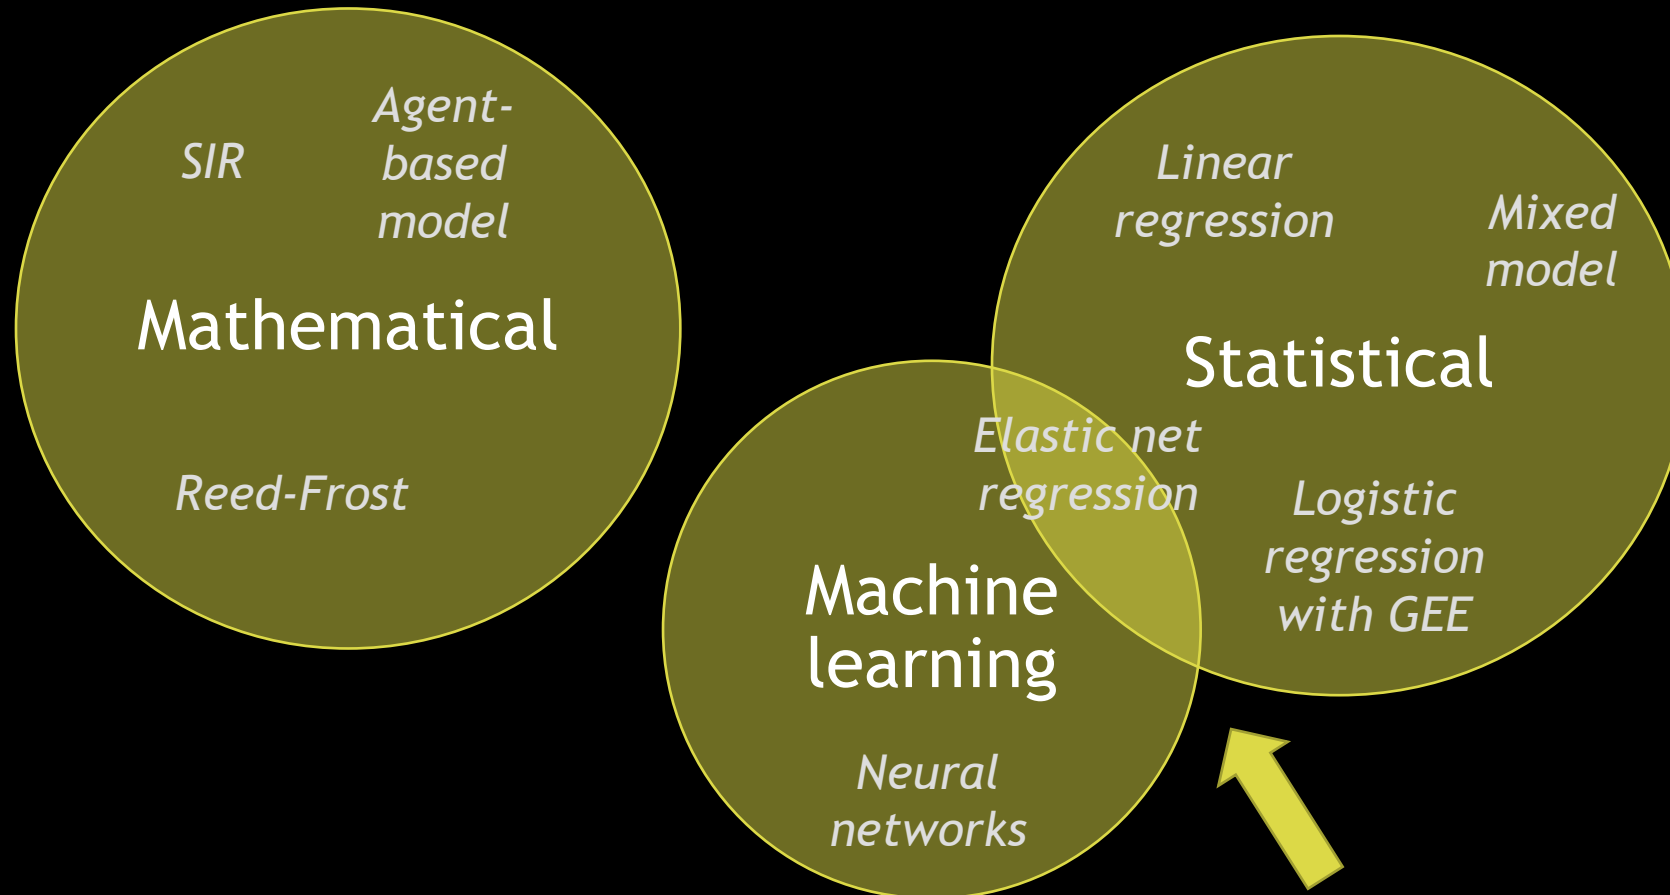 SIR
Agent-
based
model
Mathematical
Reed-Frost
Linear
regression
Mixed
model
Statistical
Elastic net
regression
Logistic
regression
with GEE
Machine
learning
Neural
networks